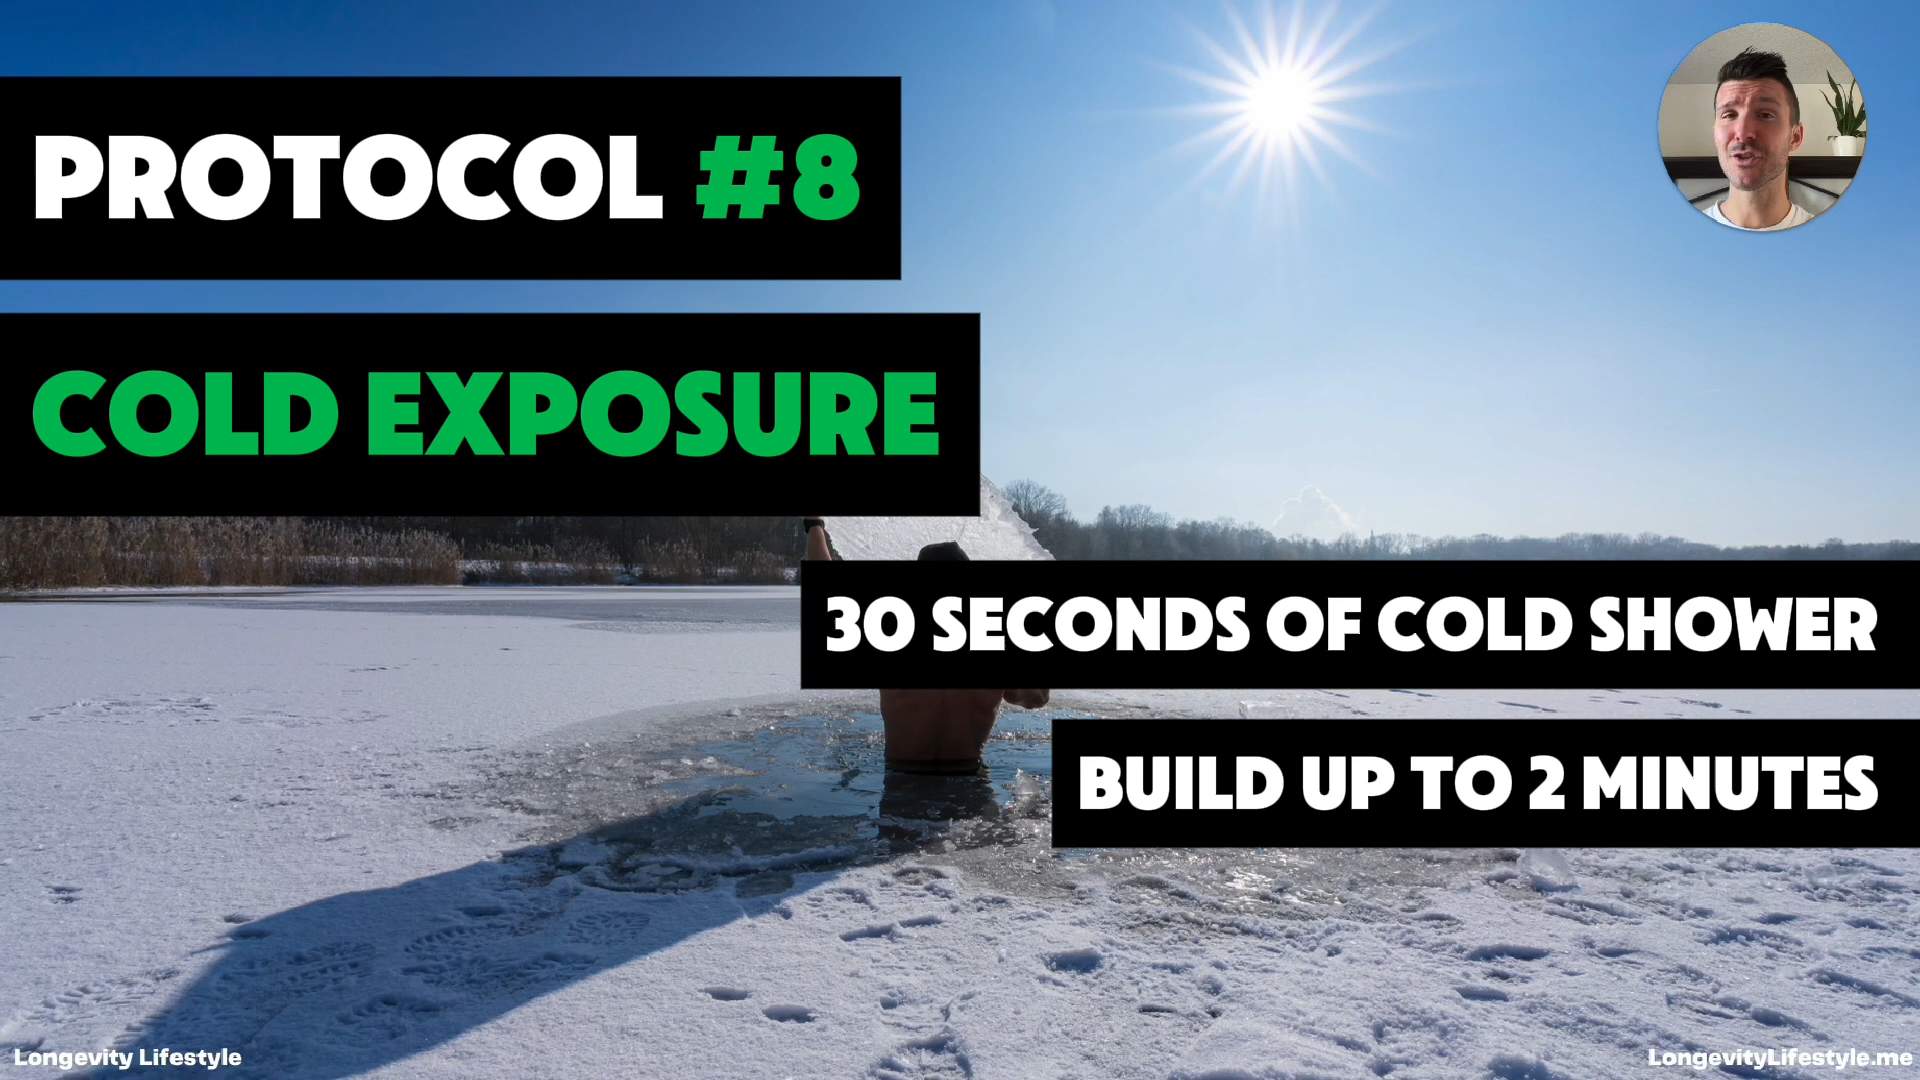 PROTOCOL #8
COLD EXPOSURE
30 SECONDS OF COLD SHOWER
BUILD UP TO 2 MINUTES
Longevity Lifestyle
LongevityLifestyle.me